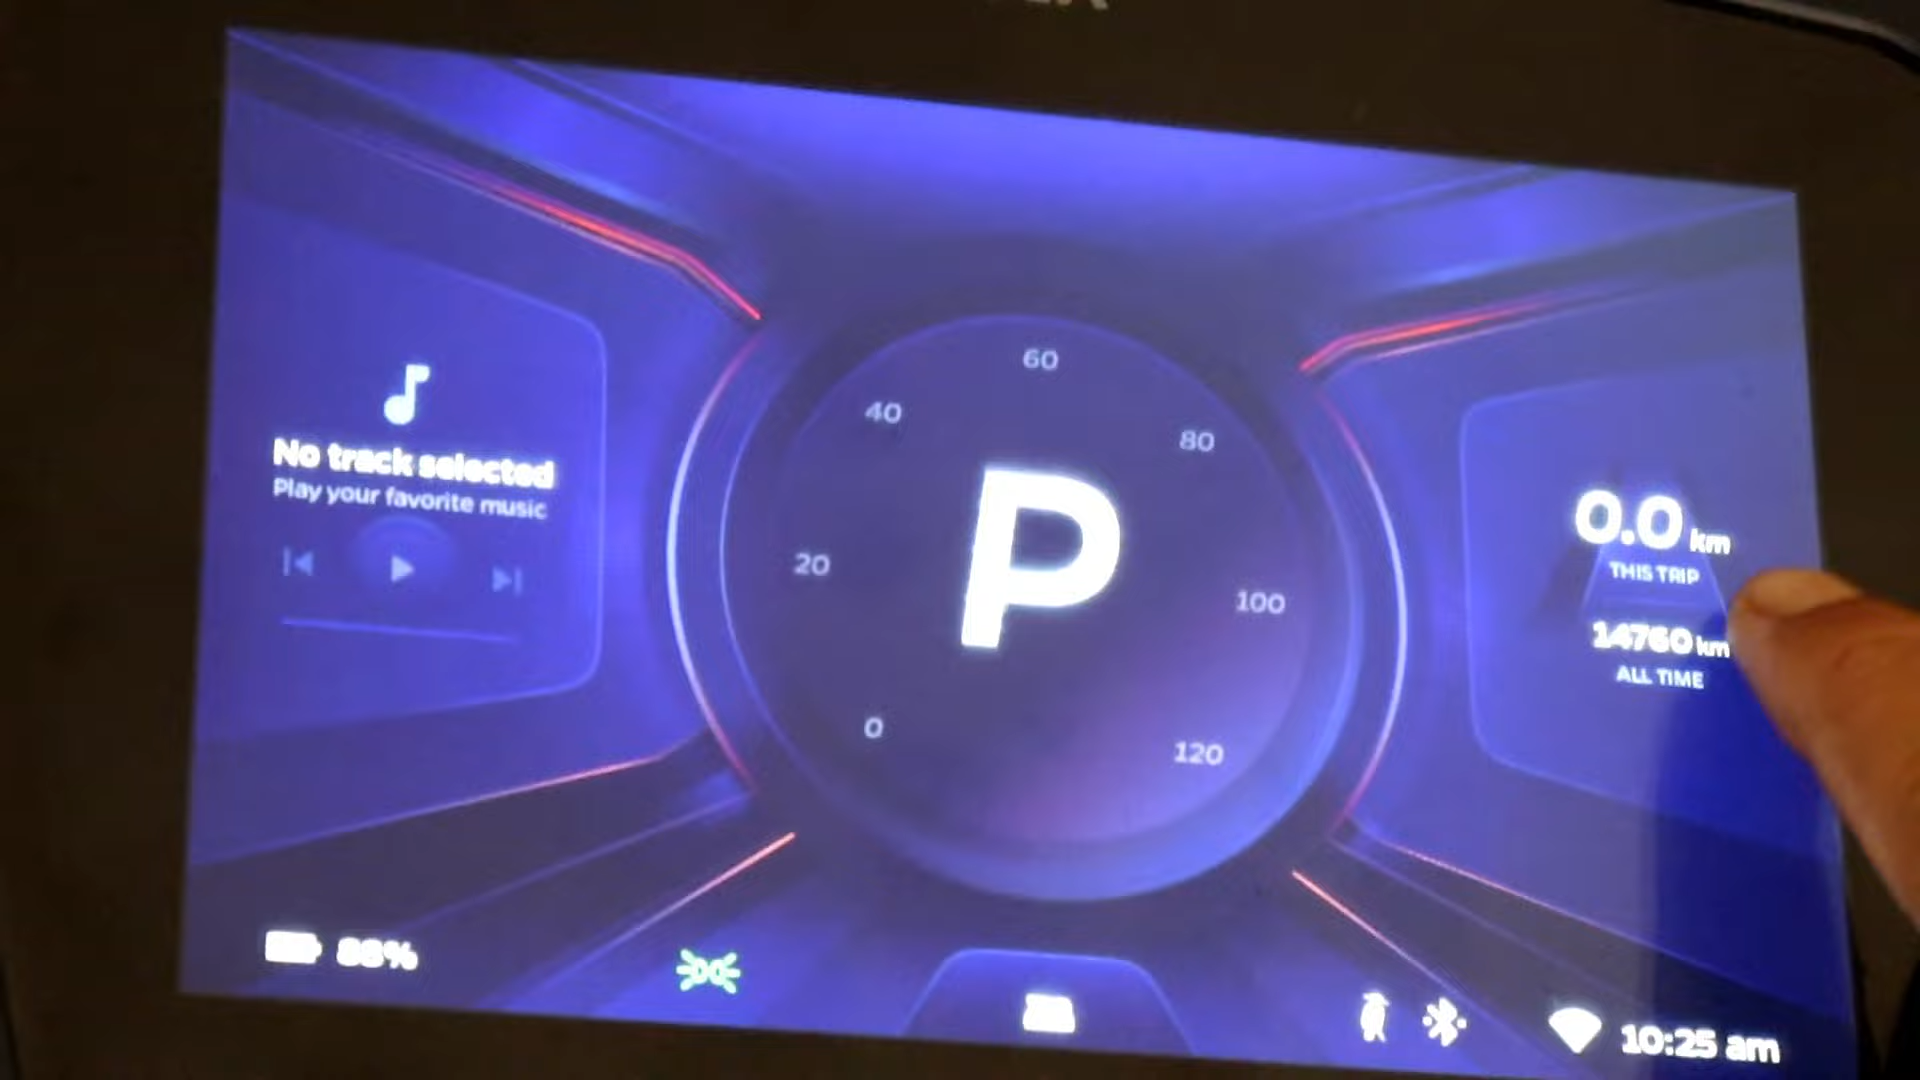 No track selected
Play your favorite music
60
40
80
20
100
0
120
P
0.0 km
THIS TRIP
14760 km
ALL TIME
88%
10:25 am